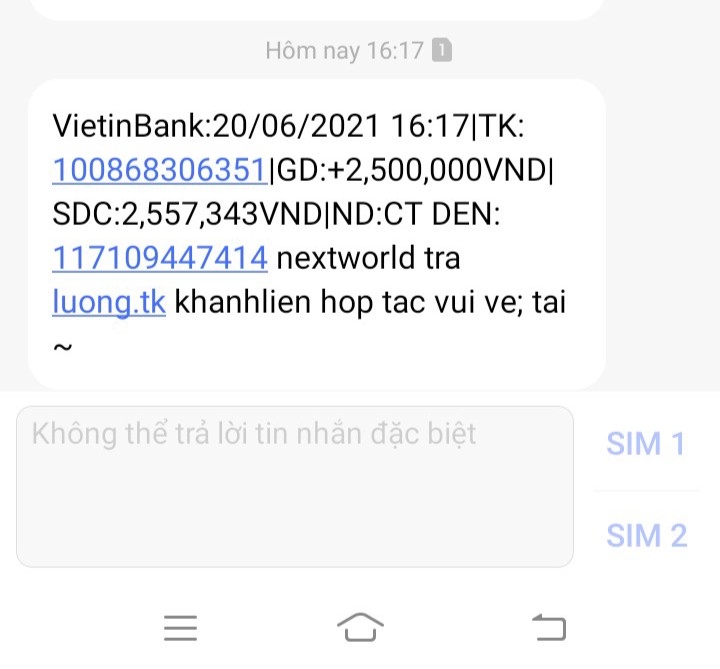 Hôm nay 16:17 1
VietinBank:20/06/2021 16:17|TK:
100868306351|GD:+2,500,000VND|
SDC:2,557,343VND|ND:CT DEN:
117109447414 nextworld tra
luong.tk khanhlien hop tac vui ve; tai
~
Không thể trả lời tin nhắn đặc biệt
SIM 1
SIM 2